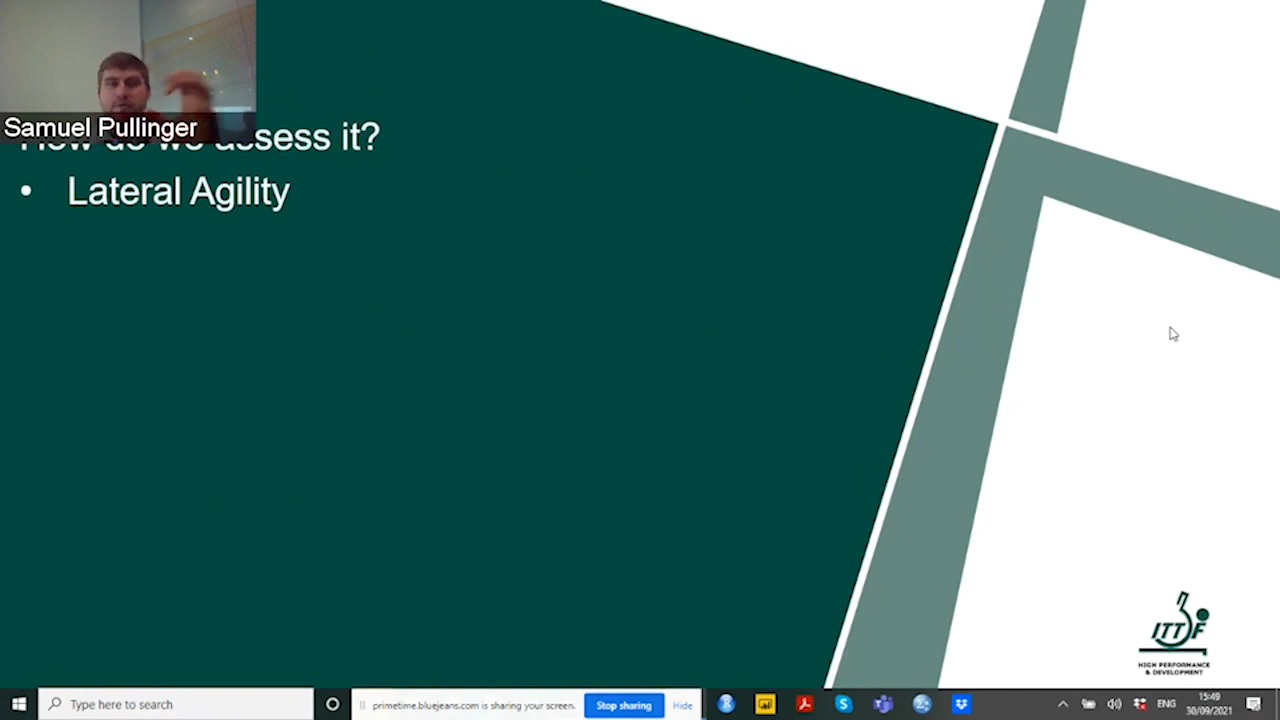 Samuel Pullinger
How do we assess it?
• Lateral Agility
ITTF
HIGH PERFORMANCE
& DEVELOPMENT
Type here to search
primetime.bluejeans.com is sharing your screen.
Stop sharing
Hide
ENG
15:49
30/09/2021